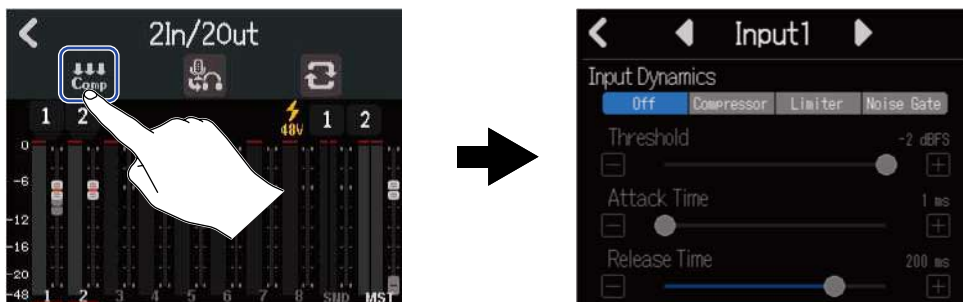 2In/20ut
Comp
1 2 48V 1 2
0
-6
-12
-16
-20
-48
1 2 3 4 5 6 7 8 SUB MST
Input1
Input Dynamics
Off Compressor Limiter Noise Gate
Threshold -2 dBFS
Attack Time 1 ms
Release Time 200 ms